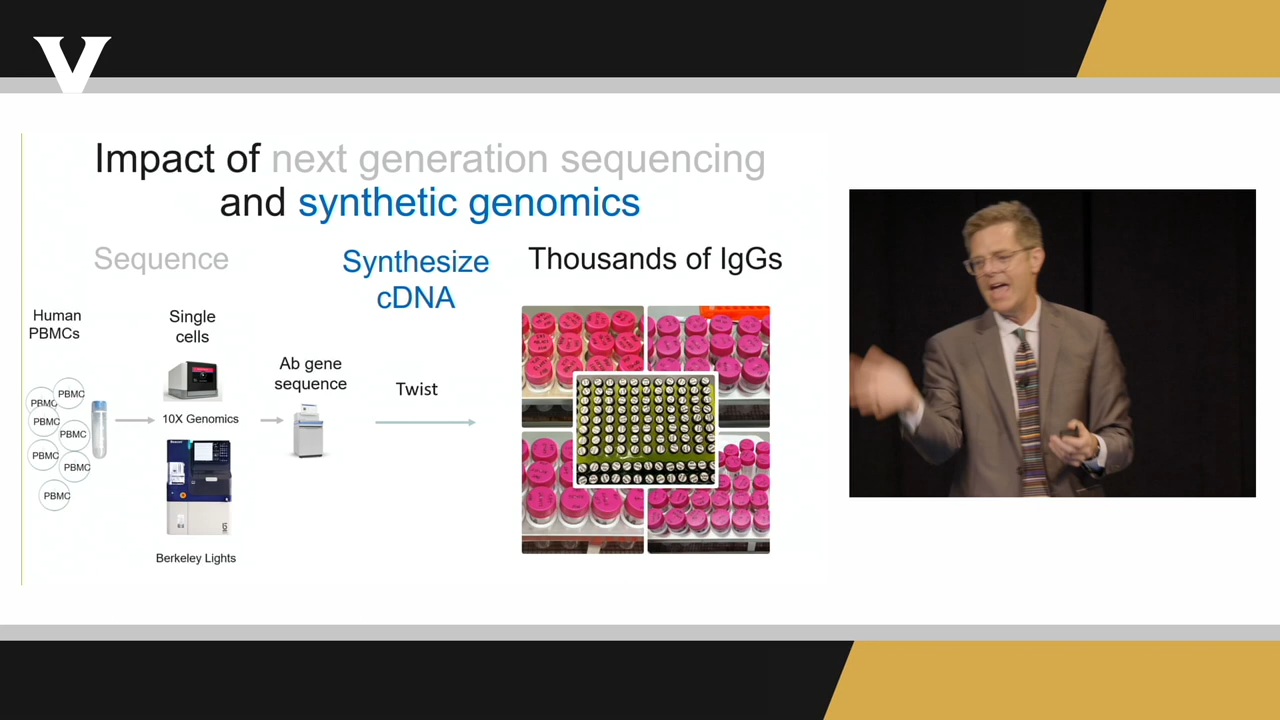 V
Impact of next generation sequencing
and synthetic genomics
Sequence
Synthesize
cDNA
Thousands of IgGs
Human
PBMCs
Single
cells
Ab gene
sequence
Twist
PBMC
PBMC
PBMC
PBMC
PBMC
PBMC
PBMC
10X Genomics
Berkeley Lights